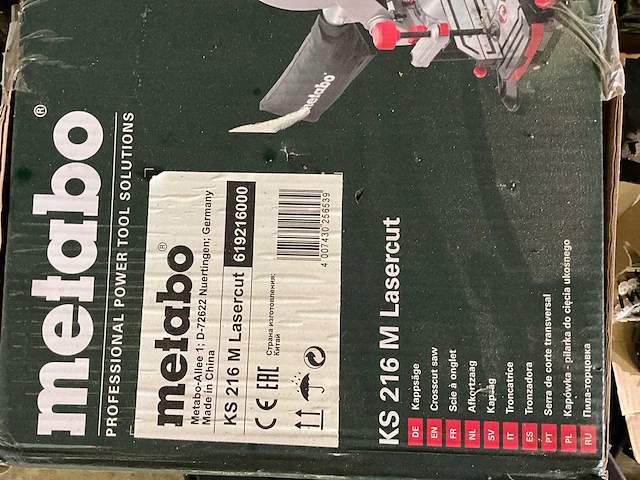 metabo®
PROFESSIONAL POWER TOOL SOLUTIONS
metabo
metabo®
Metabo-Allee 1; D-72622 Nuertingen; Germany
Made in China
KS 216 M Lasercut 619216000
CE EAC
Страна изготовления:
Китай
4 007430 256539
KS 216 M Lasercut
DE Kappsäge
EN Crosscut saw
FR Scie à onglet
NL Afkortzaag
SV Kapsåg
IT Troncatrice
ES Tronzadora
PT Serra de corte transversal
PL Kapówka - pilarka do cięcia ukośnego
RU Пила-торцовка